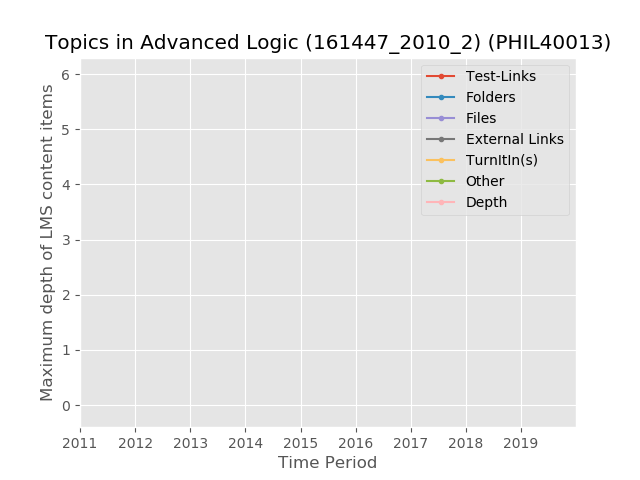 Topics in Advanced Logic (161447_2010_2) (PHIL40013)
Maximum depth of LMS content items
6
5
4
3
2
1
0
Test-Links
Folders
Files
External Links
TurnItIn(s)
Other
Depth
2011 2012 2013 2014 2015 2016 2017 2018 2019
Time Period